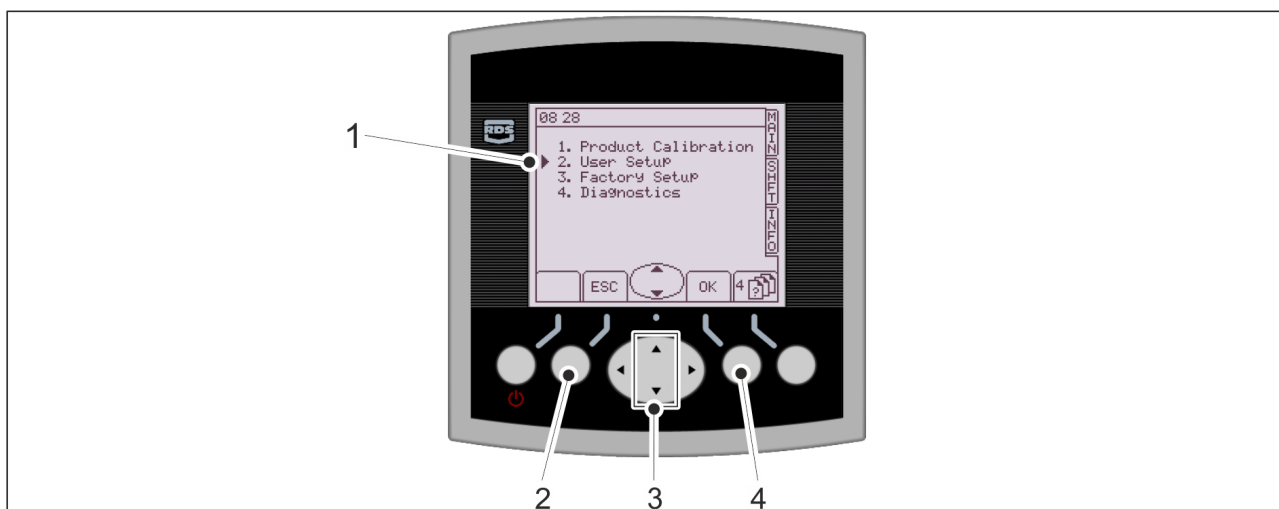 RDS
08 28
MAIN
1. Product Calibration
2. User Setup
SHFT
3. Factory Setup
4. Diagnostics
INFO
ESC
OK
4 ?
1
2
3
4